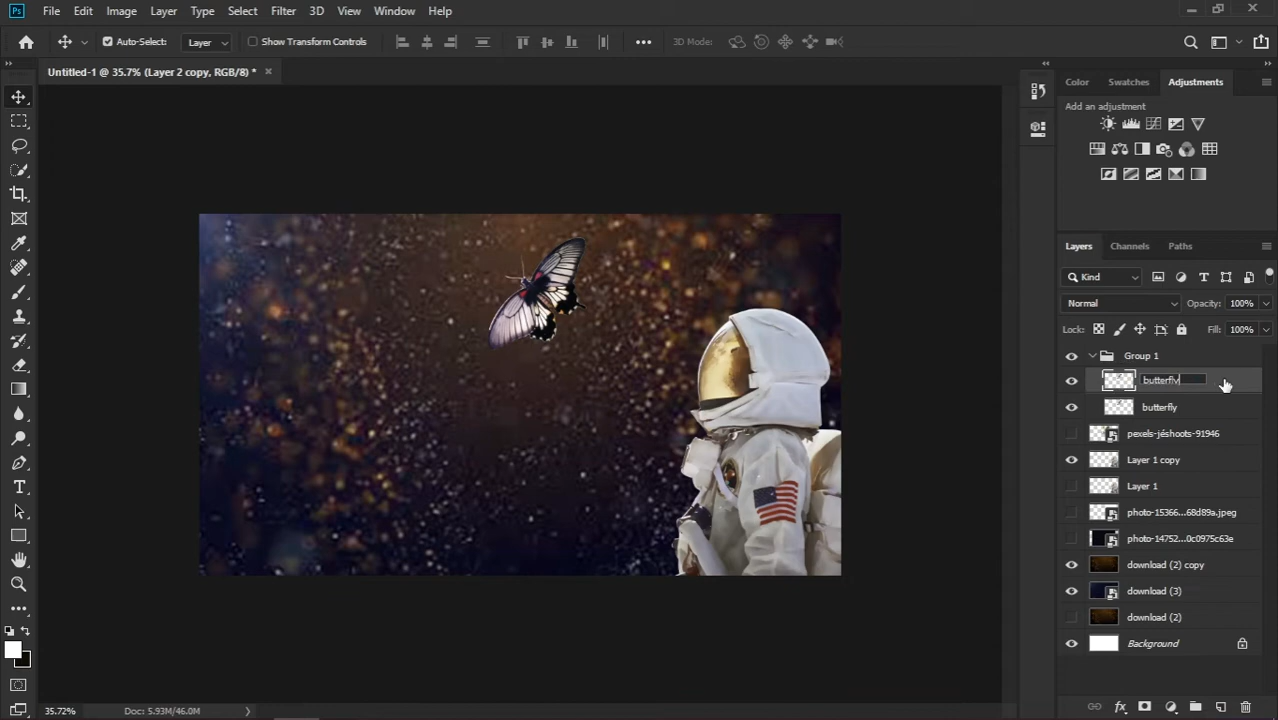 Ps File Edit Image Layer Type Select Filter 3D View Window Help
Auto-Select: Layer Show Transform Controls 3D Mode:
Untitled-1 @ 35.7% (Layer 2 copy, RGB/8) *
Color Swatches Adjustments
Add an adjustment
Layers Channels Paths
Kind
Normal Opacity: 100%
Lock: Fill: 100%
Group 1
butterfly
butterfly
pexels-jéshoots-91946
Layer 1 copy
Layer 1
photo-15366...68d89a.jpeg
photo-14752...0c0975c63e
download (2) copy
download (3)
download (2)
Background
35.72% Doc: 5.93M/46.0M